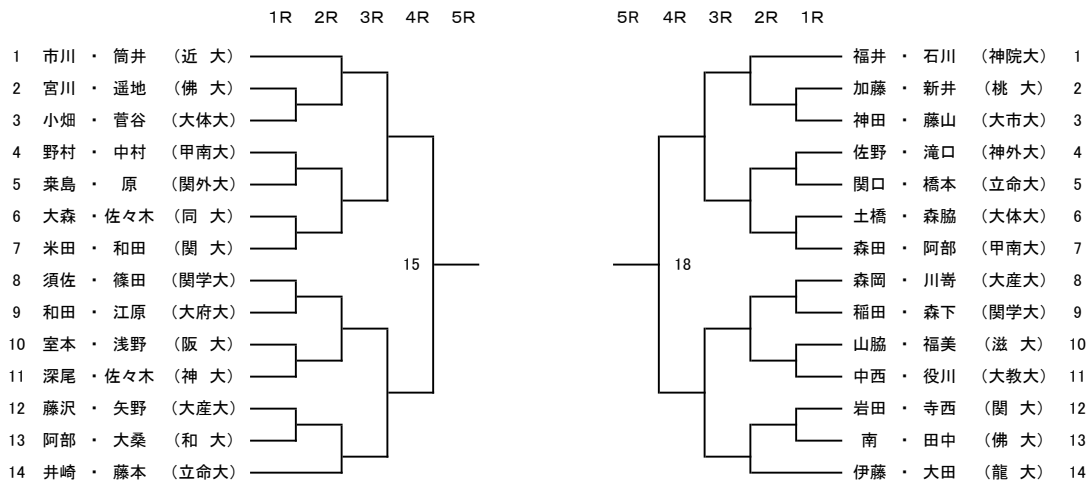 1R 2R 3R 4R 5R 5R 4R 3R 2R 1R
1 市川 ・ 筒井 (近 大) 福井 ・ 石川 (神院大) 1
2 宮川 ・ 遥地 (佛 大) 加藤 ・ 新井 (桃 大) 2
3 小畑 ・ 菅谷 (大体大) 神田 ・ 藤山 (大市大) 3
4 野村 ・ 中村 (甲南大) 佐野 ・ 滝口 (神外大) 4
5 桒島 ・ 原 (関外大) 関口 ・ 橋本 (立命大) 5
6 大森 ・佐々木 (同 大) 土橋 ・ 森脇 (大体大) 6
7 米田 ・ 和田 (関 大) 森田 ・ 阿部 (甲南大) 7
15 18
8 須佐 ・ 篠田 (関学大) 森岡 ・ 川嵜 (大産大) 8
9 和田 ・ 江原 (大府大) 稲田 ・ 森下 (関学大) 9
10 室本 ・ 浅野 (阪 大) 山脇 ・ 福美 (滋 大) 10
11 深尾 ・佐々木 (神 大) 中西 ・ 役川 (大教大) 11
12 藤沢 ・ 矢野 (大産大) 岩田 ・ 寺西 (関 大) 12
13 阿部 ・ 大桑 (和 大) 南 ・ 田中 (佛 大) 13
14 井崎 ・ 藤本 (立命大) 伊藤 ・ 大田 (龍 大) 14